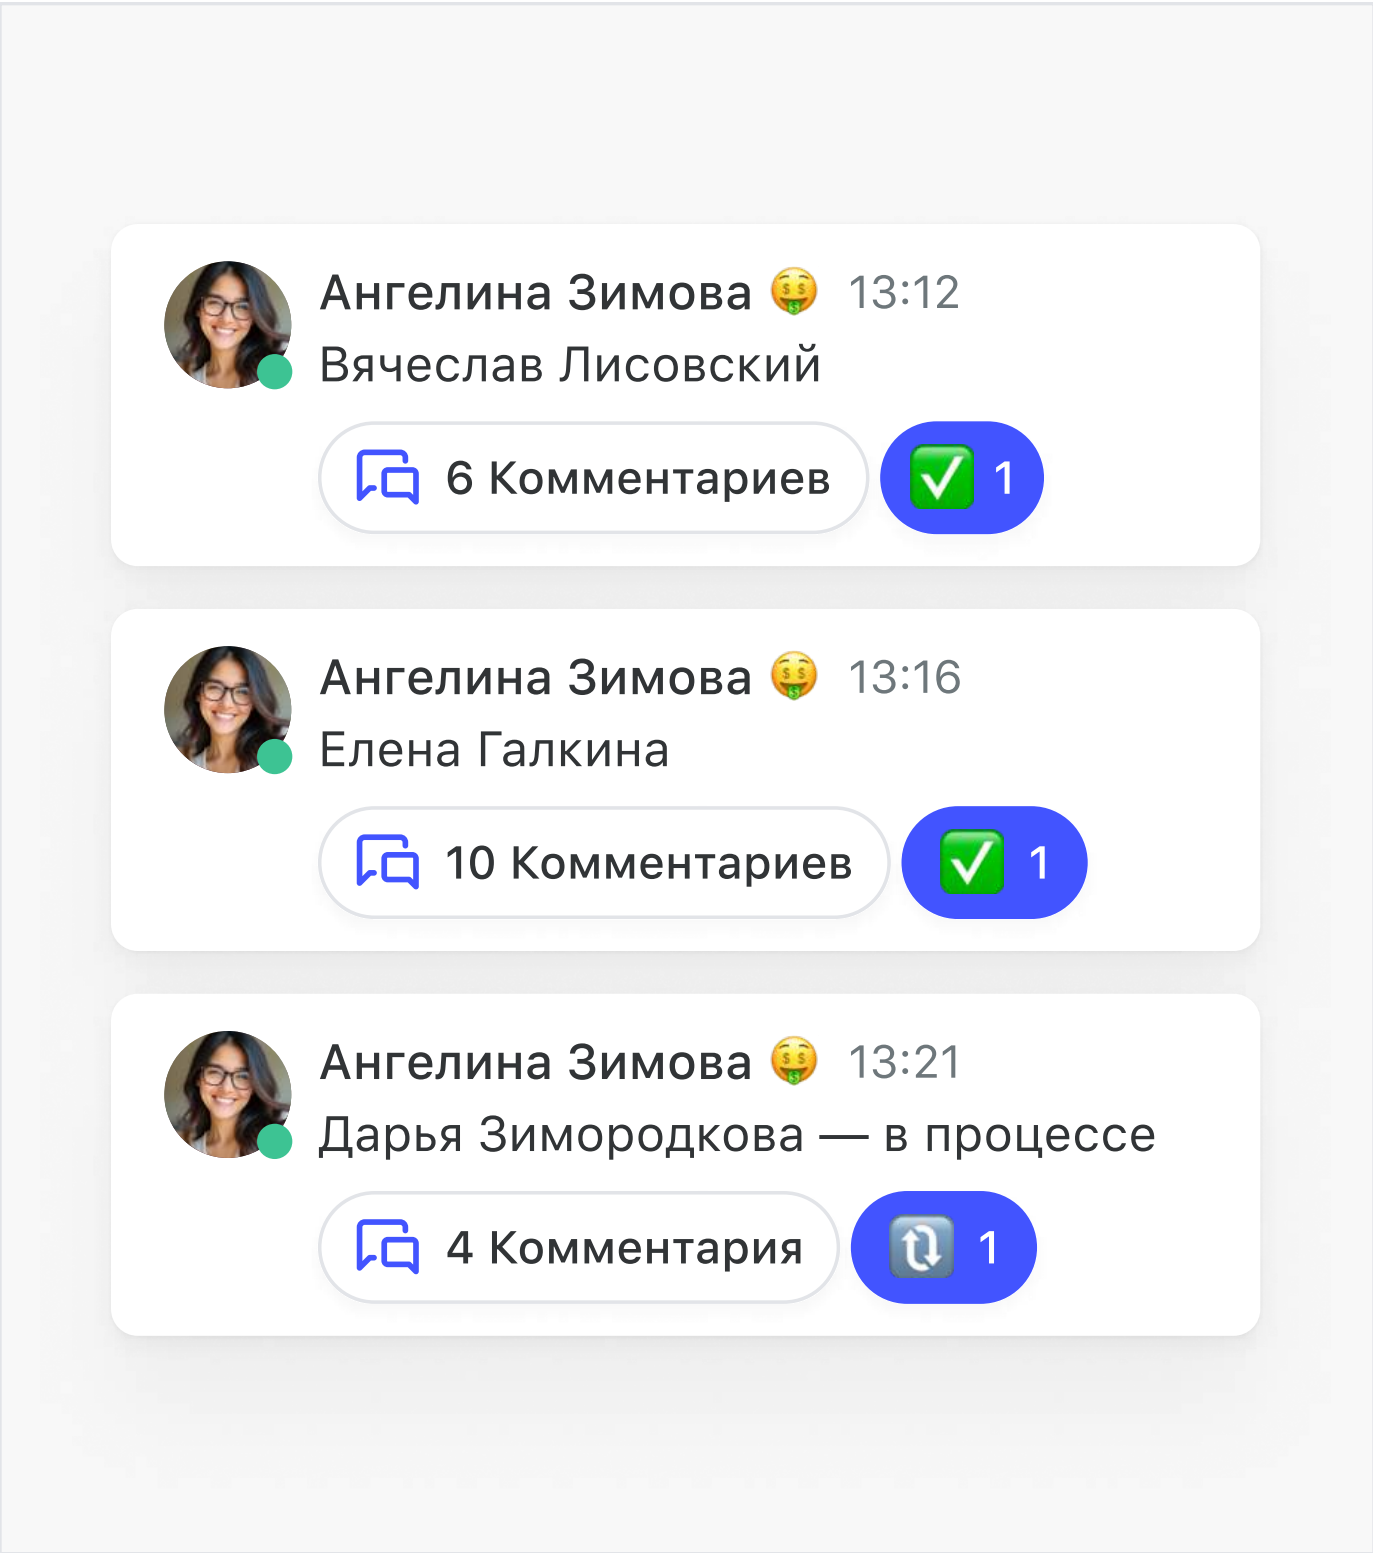 Ангелина Зимова 🤑 13:12
Вячеслав Лисовский
6 Комментариев ✅ 1
Ангелина Зимова 🤑 13:16
Елена Галкина
10 Комментариев ✅ 1
Ангелина Зимова 🤑 13:21
Дарья Зимородкова — в процессе
4 Комментария 🔃 1